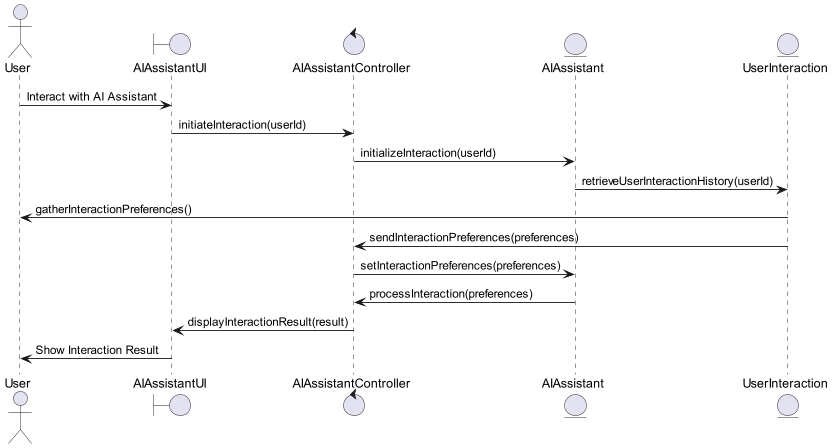 User
AIAssistantUI
AIAssistantController
AIAssistant
UserInteraction
Interact with AI Assistant
initiateInteraction(userId)
initializeInteraction(userId)
retrieveUserInteractionHistory(userId)
gatherInteractionPreferences()
sendInteractionPreferences(preferences)
setInteractionPreferences(preferences)
processInteraction(preferences)
displayInteractionResult(result)
Show Interaction Result
User
AIAssistantUI
AIAssistantController
AIAssistant
UserInteraction